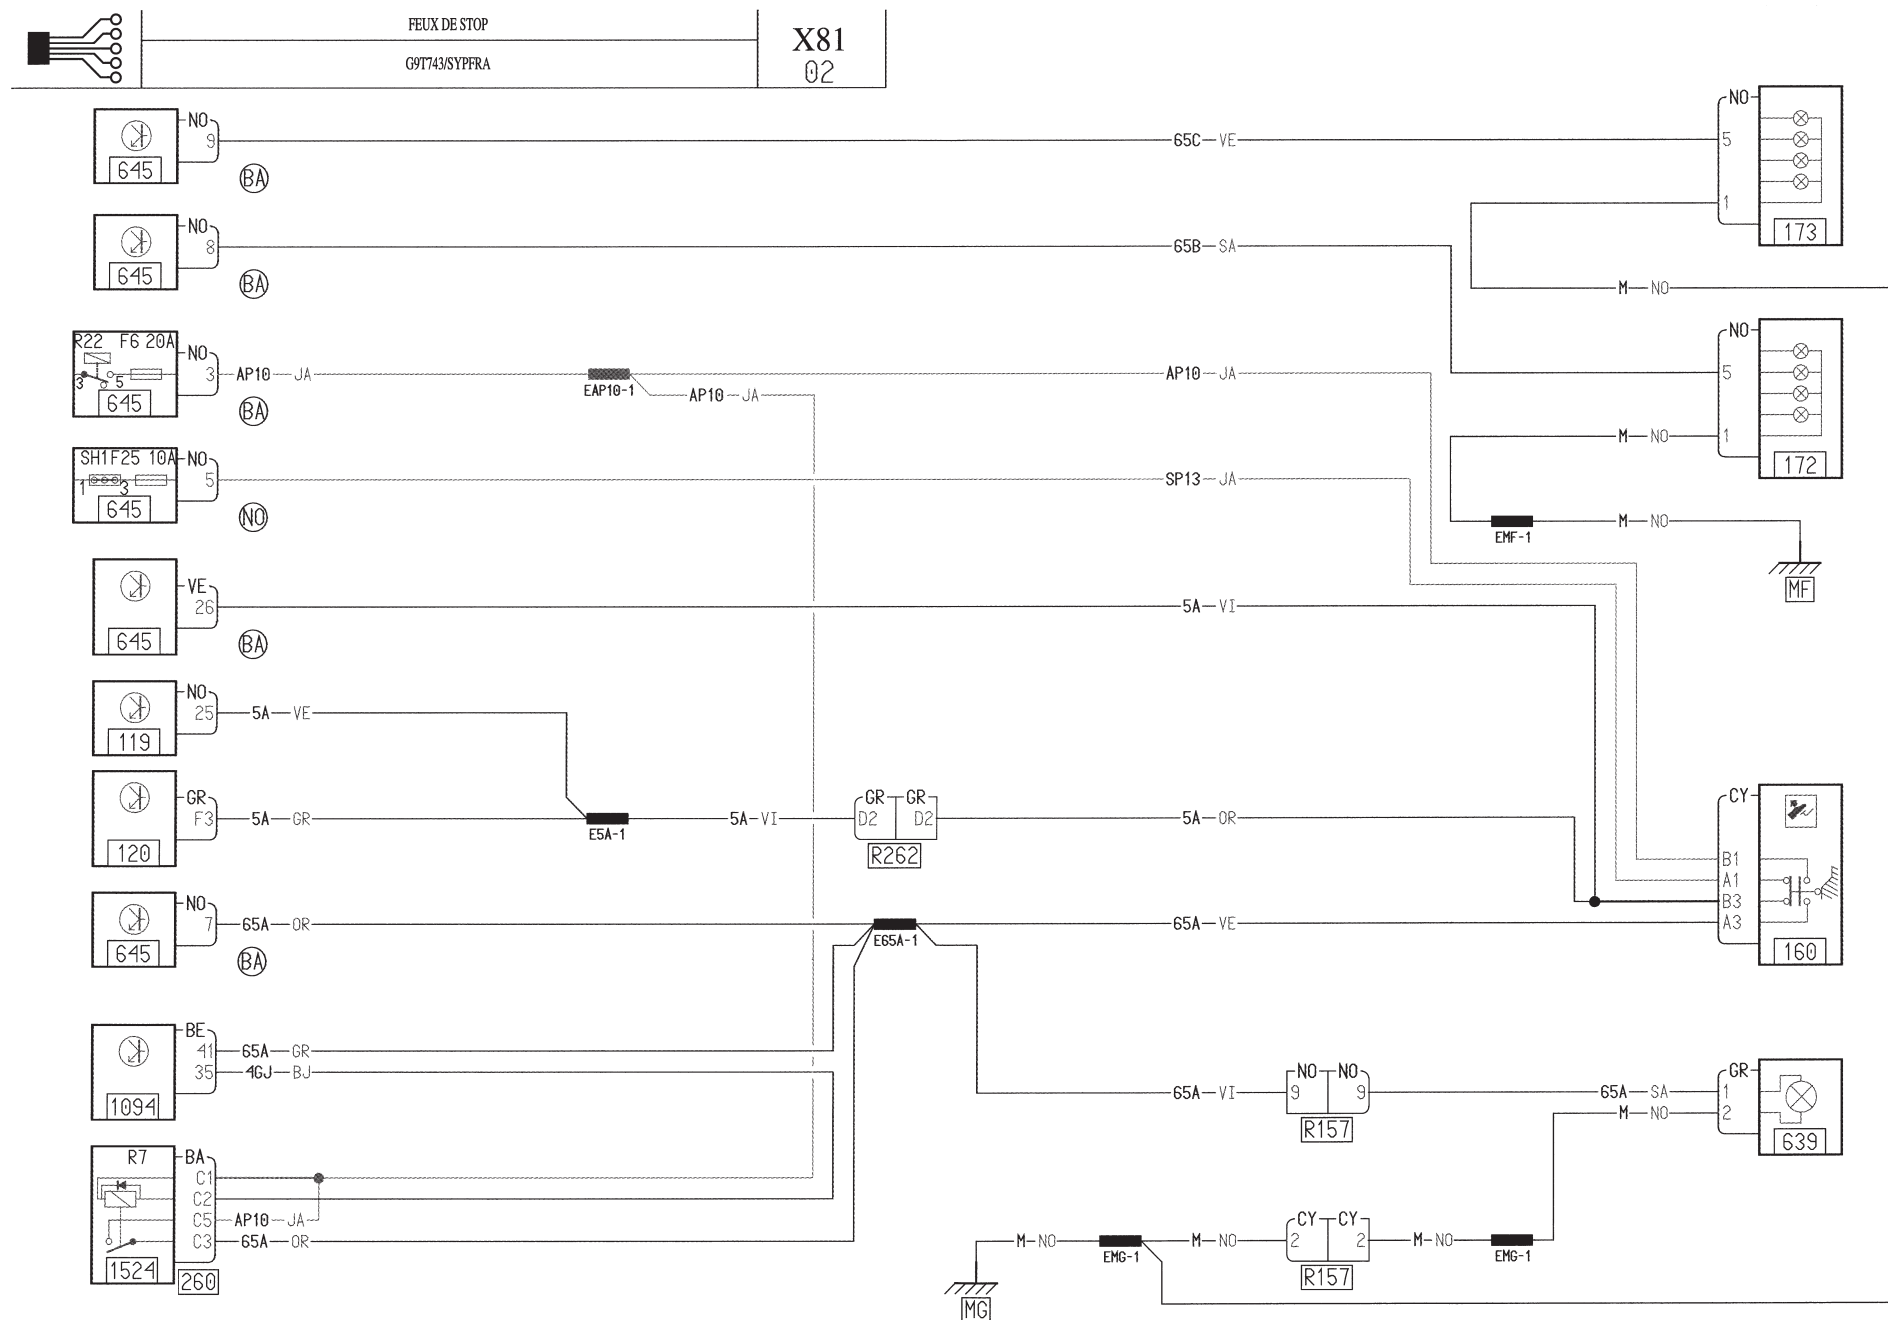 FEUX DE STOP
G9T743/SYPFRA
X81
02
NO
9
645
BA
65C VE
NO
5
1
173
NO
8
645
BA
65B SA
M NO
R22 F6 20A
NO
3 5
3
645
BA
AP10 JA
EAP10-1
AP10 JA
AP10 JA
NO
5
1
172
M NO
SH1F25 10A
NO
1 3
5
645
NO
SP13 JA
EMF-1
M NO
MF
VE
26
645
BA
5A VI
NO
25
119
5A VE
GR
F3
120
5A GR
E5A-1
5A VI
GR GR
D2 D2
R262
5A OR
CY
B1
A1
B3
A3
160
NO
7
645
BA
65A OR
E65A-1
65A VE
BE
41
35
1094
65A GR
4GJ BJ
65A VI
NO NO
9 9
R157
65A SA
M NO
GR
1
2
639
R7
BA
C1
C2
C5
C3
1524
260
AP10 JA
65A OR
M NO
EMG-1
M NO
CY CY
2 2
R157
M NO
EMG-1
MG